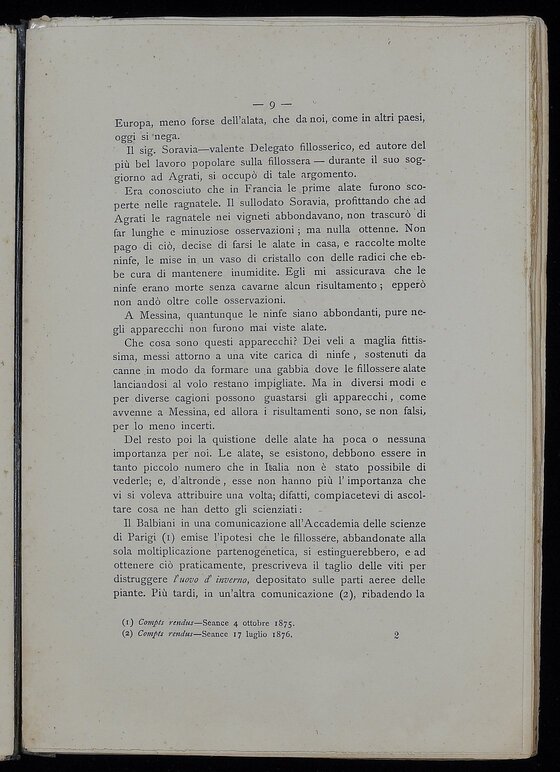 — 9 —
Europa, meno forse dell'alata, che da noi, come in altri paesi,
oggi si nega.
Il sig. Soravia—valente Delegato fillosserico, ed autore del
più bel lavoro popolare sulla fillossera — durante il suo sog-
giorno ad Agrati, si occupò di tale argomento.
Era conosciuto che in Francia le prime alate furono sco-
perte nelle ragnatele. Il sullodato Soravia, profittando che ad
Agrati le ragnatele nei vigneti abbondavano, non trascurò di
far lunghe e minuziose osservazioni ; ma nulla ottenne. Non
pago di ciò, decise di farsi le alate in casa, e raccolte molte
ninfe, le mise in un vaso di cristallo con delle radici che eb-
be cura di mantenere inumidite. Egli mi assicurava che le
ninfe erano morte senza cavarne alcun risultamento ; epperò
non andò oltre colle osservazioni.
A Messina, quantunque le ninfe siano abbondanti, pure ne-
gli apparecchi non furono mai viste alate.
Che cosa sono questi apparecchi? Dei veli a maglia fittis-
sima, messi attorno a una vite carica di ninfe , sostenuti da
canne in modo da formare una gabbia dove le fillossere alate
lanciandosi al volo restano impigliate. Ma in diversi modi e
per diverse cagioni possono guastarsi gli apparecchi , come
avvenne a Messina, ed allora i risultamenti sono, se non falsi,
per lo meno incerti.
Del resto poi la quistione delle alate ha poca o nessuna
importanza per noi. Le alate, se esistono, debbono essere in
tanto piccolo numero che in Italia non è stato possibile di
vederle; e, d'altronde , esse non hanno più l'importanza che
vi si voleva attribuire una volta; difatti, compiacetevi di ascol-
tare cosa ne han detto gli scienziati :
Il Balbiani in una comunicazione all'Accademia delle scienze
di Parigi (1) emise l'ipotesi che le fillossere, abbandonate alla
sola moltiplicazione partenogenetica, si estinguerebbero, e ad
ottenere ciò praticamente, prescriveva il taglio delle viti per
distruggere l'uovo d' inverno, depositato sulle parti aeree delle
piante. Più tardi, in un'altra comunicazione (2), ribadendo la
(1) Compts rendus—Seance 4 ottobre 1875.
(2) Compts rendus—Seance 17 luglio 1876.
2